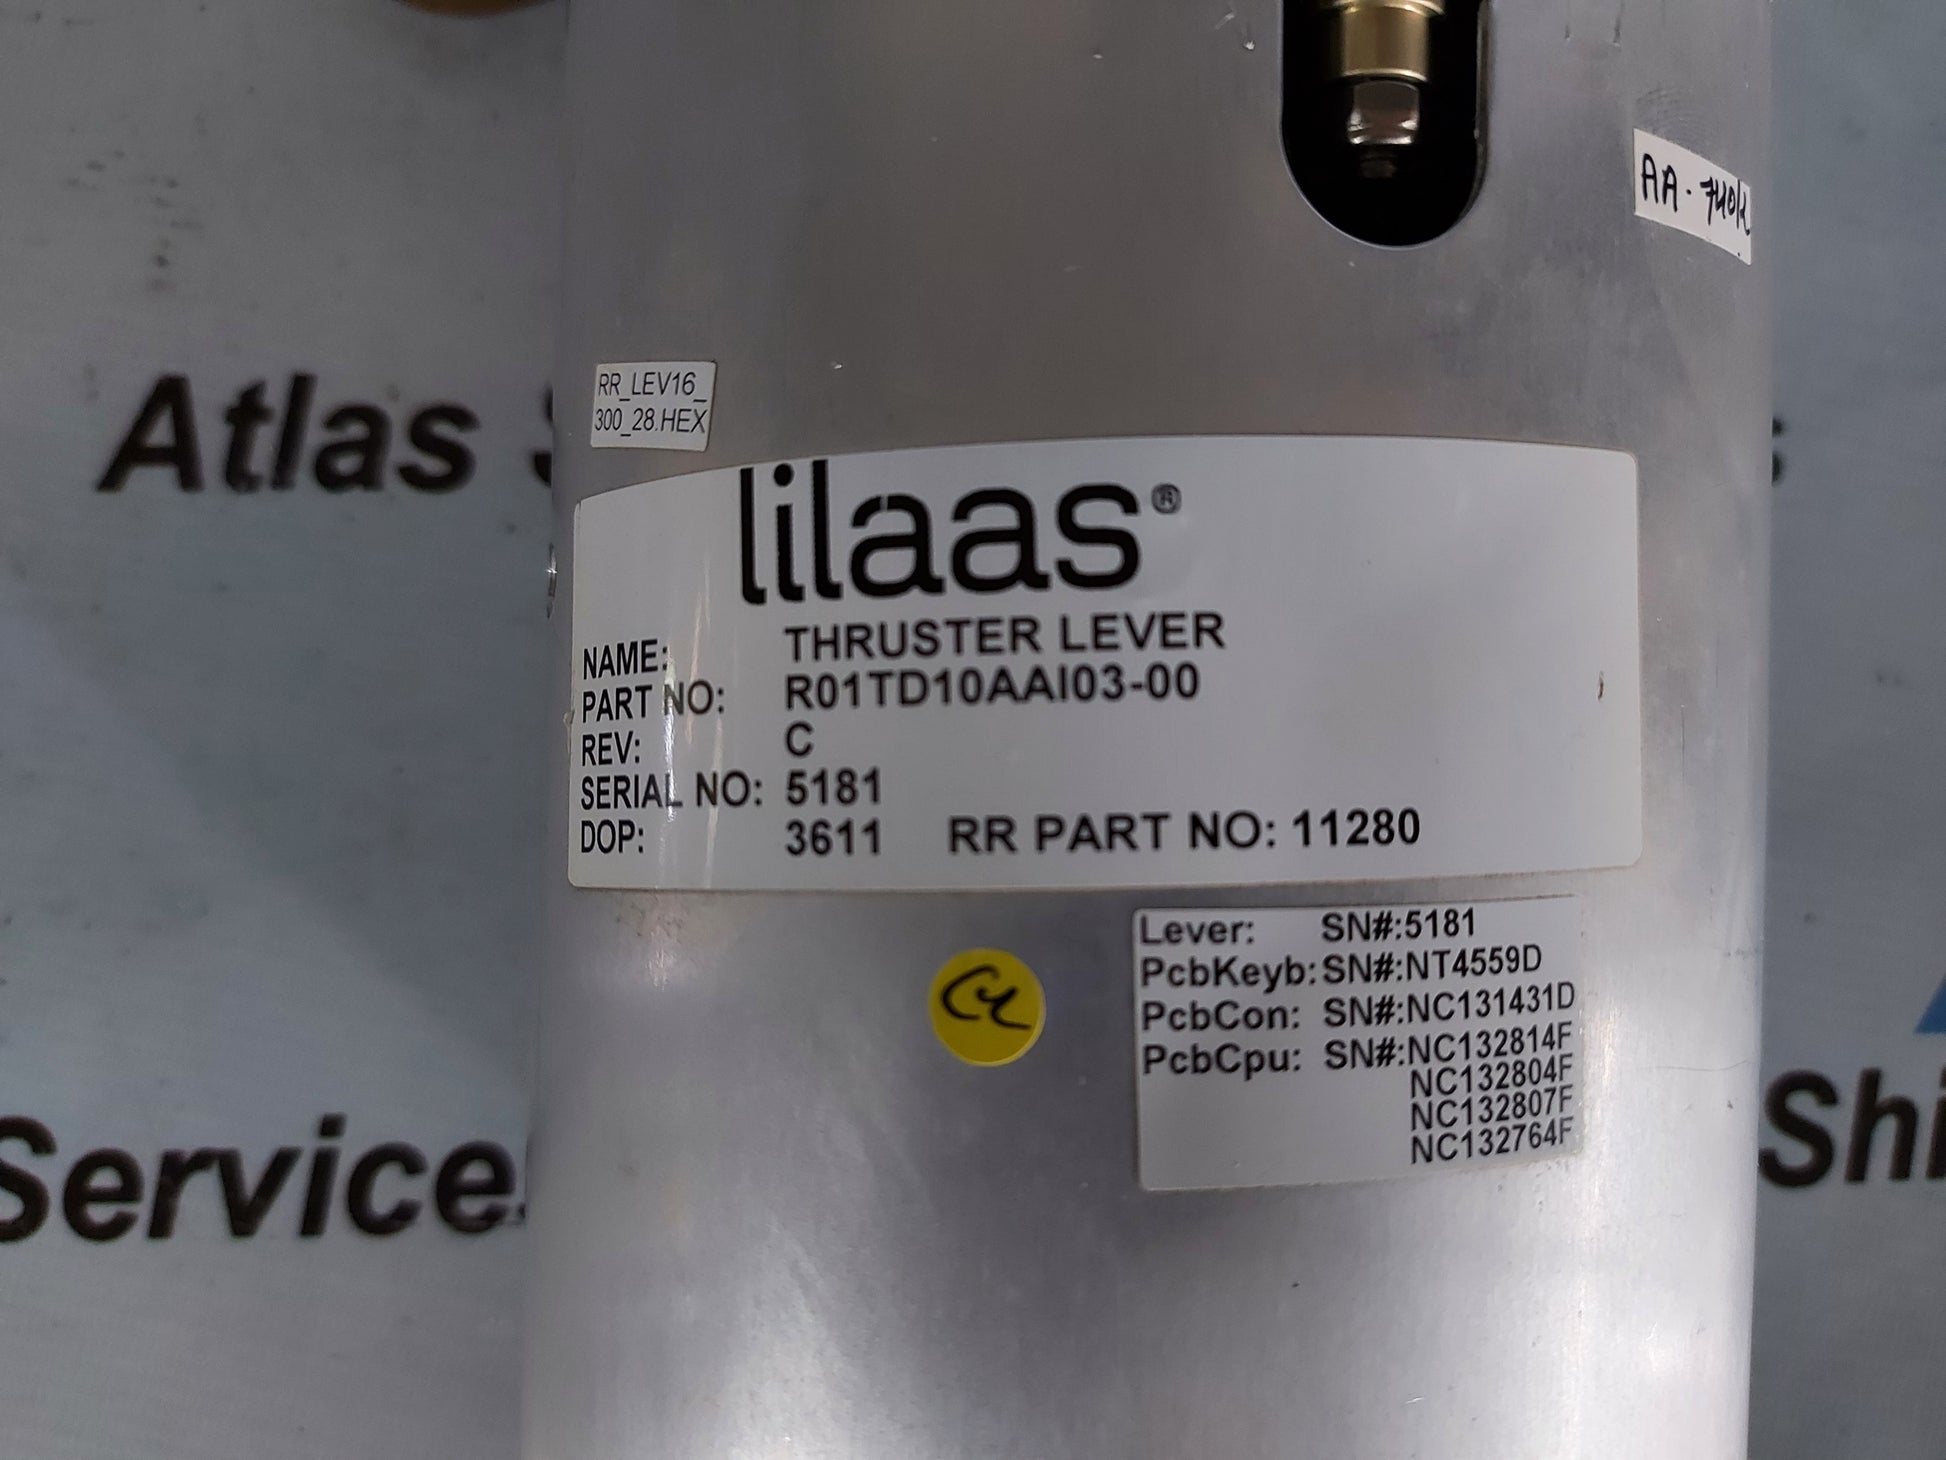 AA-740/2
RR_LEV16_
300_28.HEX
Atlas
lilaas®
NAME: THRUSTER LEVER
PART NO: R01TD10AAI03-00
REV: C
SERIAL NO: 5181
DOP: 3611 RR PART NO: 11280
Lever: SN#:5181
PcbKeyb: SN#:NT4559D
PcbCon: SN#:NC131431D
PcbCpu: SN#:NC132814F
NC132804F
NC132807F
NC132764F
Service
Shi